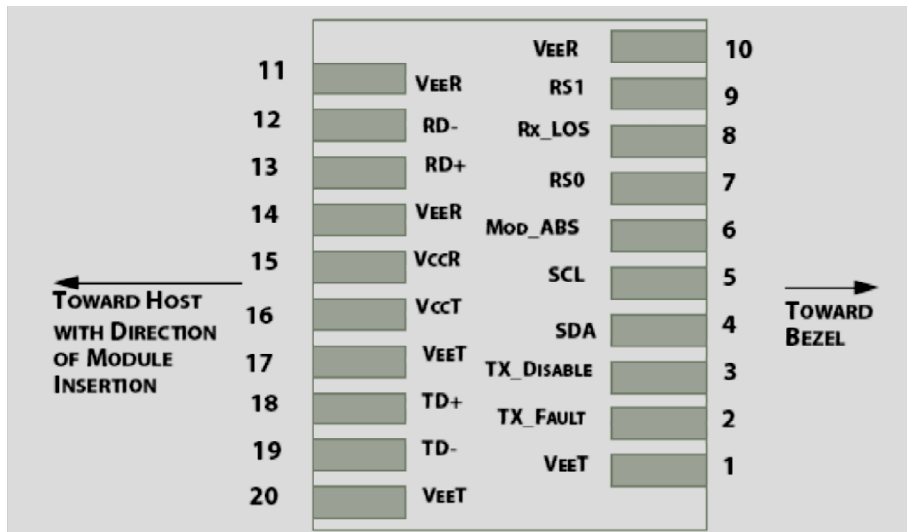 VEER 10
11 VEER
RS1 9
12 RD-
Rx_LOS 8
13 RD+
RS0 7
14 VEER
MOD_ABS 6
15 VCCR
SCL 5
16 VCCT
SDA 4
17 VEET
TX_DISABLE 3
18 TD+
TX_FAULT 2
19 TD-
VEET 1
20 VEET
TOWARD HOST
WITH DIRECTION
OF MODULE
INSERTION
TOWARD
BEZEL